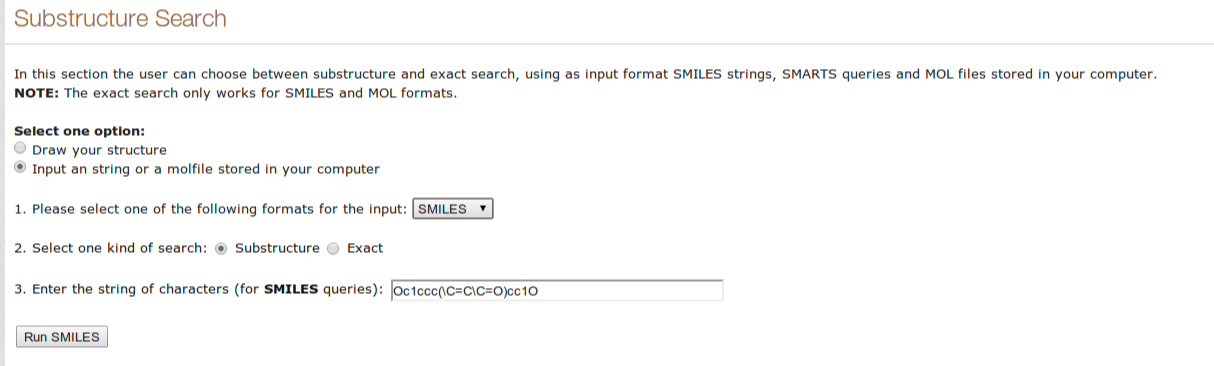 Substructure Search
In this section the user can choose between substructure and exact search, using as input format SMILES strings, SMARTS queries and MOL files stored in your computer.
NOTE: The exact search only works for SMILES and MOL formats.
Select one option:
Draw your structure
Input an string or a molfile stored in your computer
1. Please select one of the following formats for the input: SMILES
2. Select one kind of search: Substructure Exact
3. Enter the string of characters (for SMILES queries): Oc1ccc(\C=C\C=O)cc1O
Run SMILES